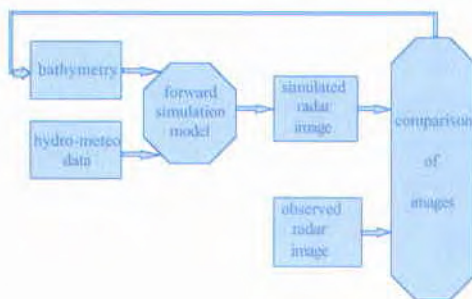 bathymetry
hydro-meteo
data
forward
simulation
model
simulated
radar
image
observed
radar
image
comparison
of
images